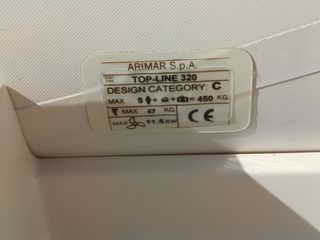 ARIMAR S.p.A.
TOP-LINE 320
DESIGN CATEGORY: C
MAX 5 + + = 450 KG.
MAX 47 KG.
MAX 11.5 KW
CE